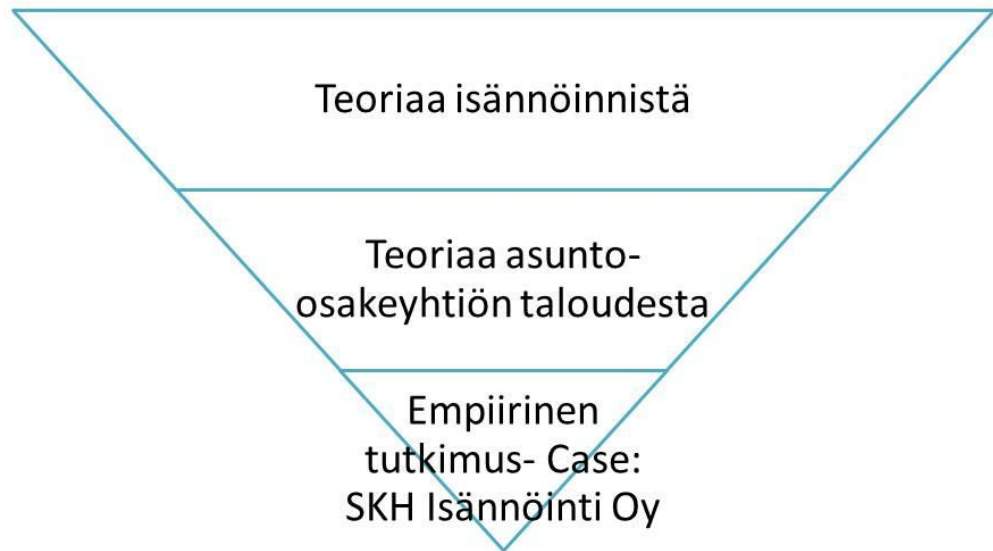 Teoriaa isännöinnistä
Teoriaa asunto-
osakeyhtiön taloudesta
Empiirinen
tutkimus- Case:
SKH Isännöinti Oy